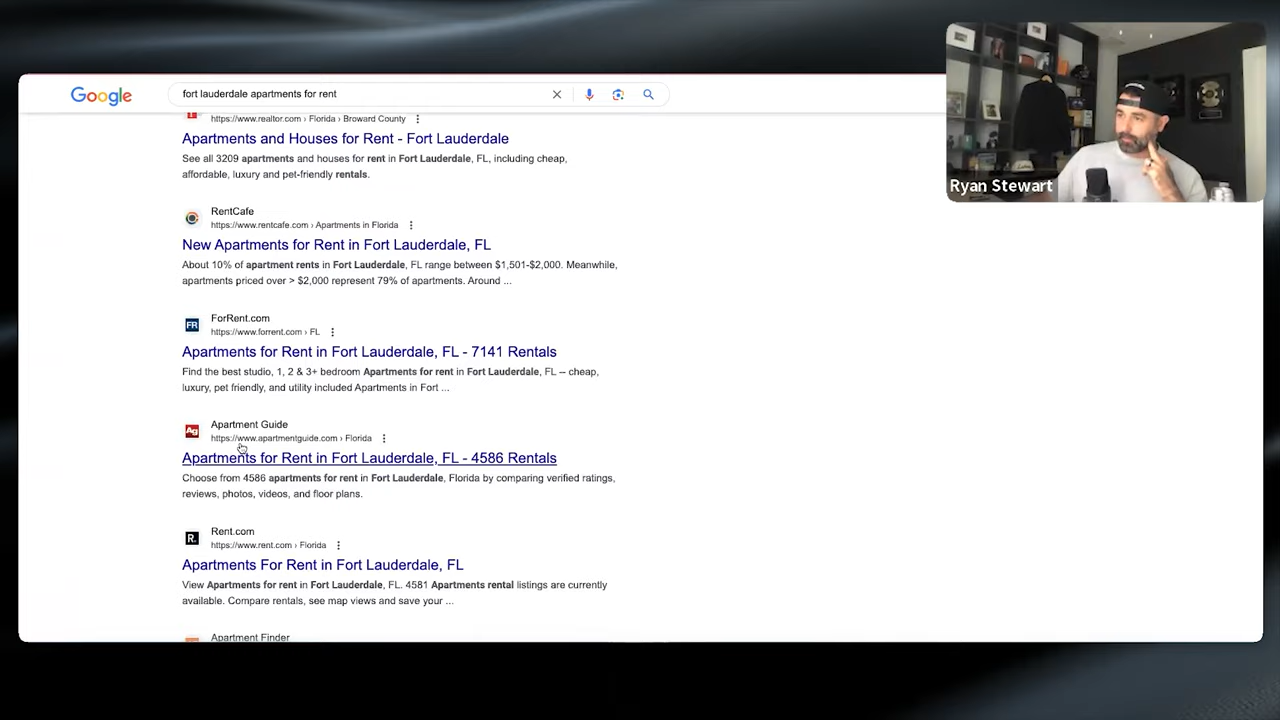 Google
fort lauderdale apartments for rent
https://www.realtor.com › Florida › Broward County
Apartments and Houses for Rent - Fort Lauderdale
See all 3209 apartments and houses for rent in Fort Lauderdale, FL, including cheap,
affordable, luxury and pet-friendly rentals.
RentCafe
https://www.rentcafe.com › Apartments in Florida
New Apartments for Rent in Fort Lauderdale, FL
About 10% of apartment rents in Fort Lauderdale, FL range between $1,501-$2,000. Meanwhile,
apartments priced over > $2,000 represent 79% of apartments. Around ...
FR
ForRent.com
https://www.forrent.com › FL
Apartments for Rent in Fort Lauderdale, FL - 7141 Rentals
Find the best studio, 1, 2 & 3+ bedroom Apartments for rent in Fort Lauderdale, FL -- cheap,
luxury, pet friendly, and utility included Apartments in Fort ...
Ag
Apartment Guide
https://www.apartmentguide.com › Florida
Apartments for Rent in Fort Lauderdale, FL - 4586 Rentals
Choose from 4586 apartments for rent in Fort Lauderdale, Florida by comparing verified ratings,
reviews, photos, videos, and floor plans.
R.
Rent.com
https://www.rent.com › Florida
Apartments For Rent in Fort Lauderdale, FL
View Apartments for rent in Fort Lauderdale, FL. 4581 Apartments rental listings are currently
available. Compare rentals, see map views and save your ...
Apartment Finder
Ryan Stewart